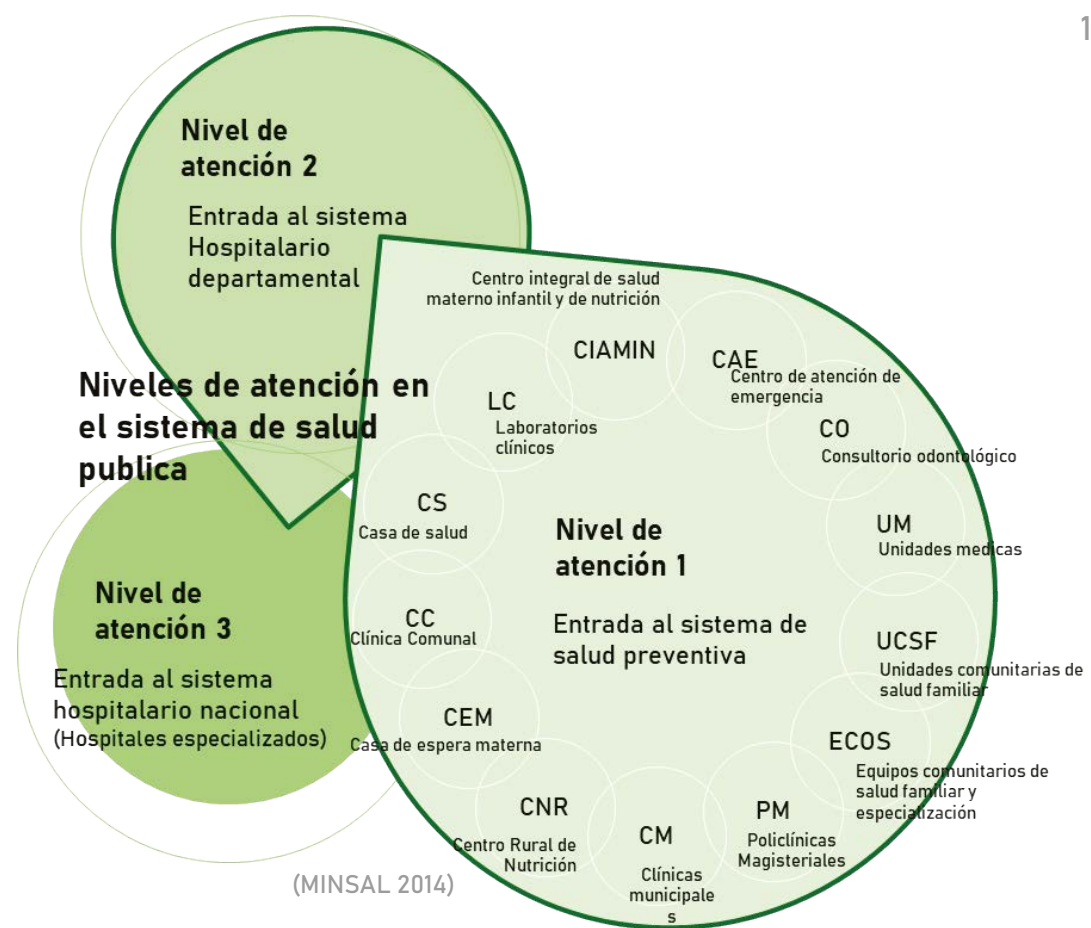 1
Nivel de
atención 2
Entrada al sistema
Hospitalario
departamental
Niveles de atención en
el sistema de salud
publica
Nivel de
atención 3
Entrada al sistema
hospitalario nacional
(Hospitales especializados)
Centro integral de salud
materno infantil y de nutrición
CIAMIN
CAE
Centro de atención de
emergencia
LC
Laboratorios
clínicos
CO
Consultorio odontológico
CS
Casa de salud
UM
Unidades medicas
Nivel de
atención 1
Entrada al sistema de
salud preventiva
CC
Clínica Comunal
UCSF
Unidades comunitarias de
salud familiar
CEM
Casa de espera materna
ECOS
Equipos comunitarios de
salud familiar y
especialización
CNR
Centro Rural de
Nutrición
CM
Clínicas
municipale
s
PM
Policlínicas
Magisteriales
(MINSAL 2014)